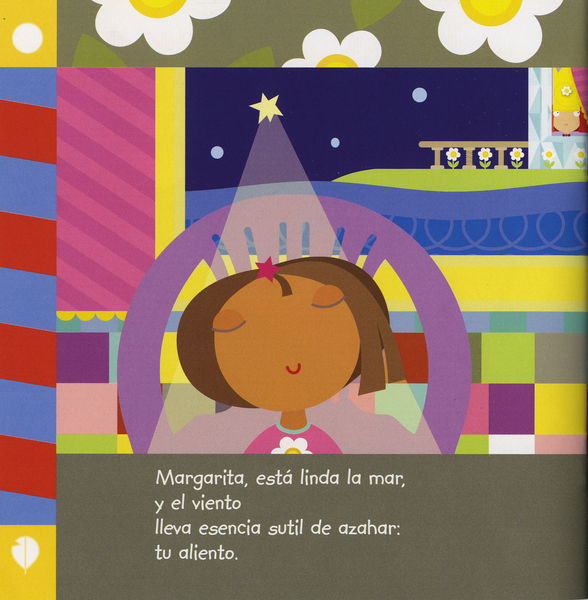 Margarita, está linda la mar,
y el viento
lleva esencia sutil de azahar:
tu aliento.